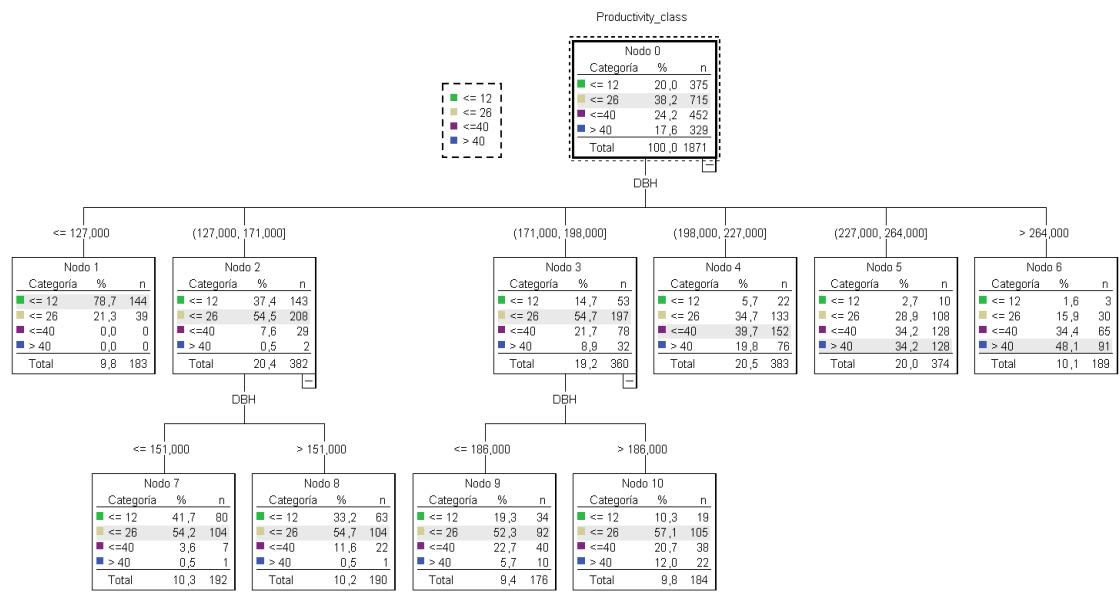 Productivity_class
Nodo 0
Categoría % n
<= 12 20,0 375
<= 26 38,2 715
<=40 24,2 452
> 40 17,6 329
Total 100,0 1871
<= 12
<= 26
<=40
> 40
DBH
<= 127,000
(127,000, 171,000]
(171,000, 198,000]
(198,000, 227,000]
(227,000, 264,000]
> 264,000
Nodo 1
Categoría % n
<= 12 78,7 144
<= 26 21,3 39
<=40 0,0 0
> 40 0,0 0
Total 9,8 183
Nodo 2
Categoría % n
<= 12 37,4 143
<= 26 54,5 208
<=40 7,6 29
> 40 0,5 2
Total 20,4 382
Nodo 3
Categoría % n
<= 12 14,7 53
<= 26 54,7 197
<=40 21,7 78
> 40 8,9 32
Total 19,2 360
Nodo 4
Categoría % n
<= 12 5,7 22
<= 26 34,7 133
<=40 39,7 152
> 40 19,8 76
Total 20,5 383
Nodo 5
Categoría % n
<= 12 2,7 10
<= 26 28,9 108
<=40 34,2 128
> 40 34,2 128
Total 20,0 374
Nodo 6
Categoría % n
<= 12 1,6 3
<= 26 15,9 30
<=40 34,4 65
> 40 48,1 91
Total 10,1 189
DBH
DBH
<= 151,000
> 151,000
<= 186,000
> 186,000
Nodo 7
Categoría % n
<= 12 41,7 80
<= 26 54,2 104
<=40 3,6 7
> 40 0,5 1
Total 10,3 192
Nodo 8
Categoría % n
<= 12 33,2 63
<= 26 54,7 104
<=40 11,6 22
> 40 0,5 1
Total 10,2 190
Nodo 9
Categoría % n
<= 12 19,3 34
<= 26 52,3 92
<=40 22,7 40
> 40 5,7 10
Total 9,4 176
Nodo 10
Categoría % n
<= 12 10,3 19
<= 26 57,1 105
<=40 20,7 38
> 40 12,0 22
Total 9,8 184